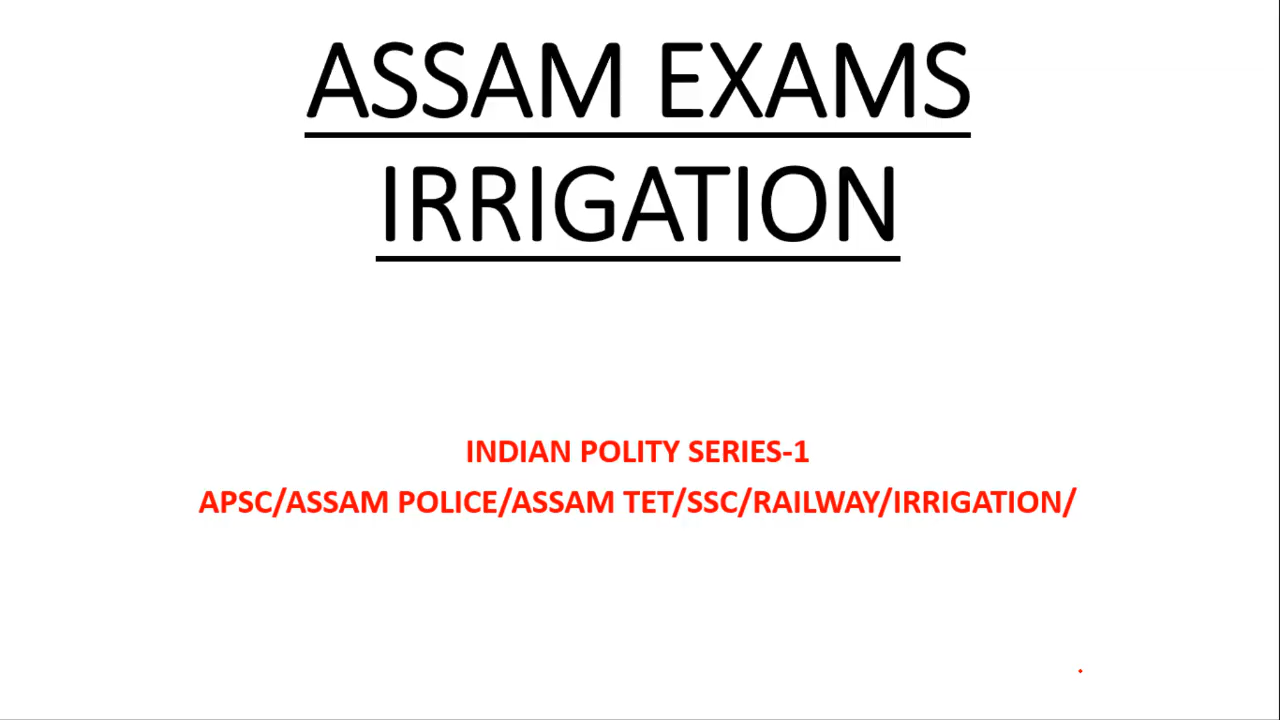 ASSAM EXAMS
IRRIGATION
INDIAN POLITY SERIES-1
APSC/ASSAM POLICE/ASSAM TET/SSC/RAILWAY/IRRIGATION/